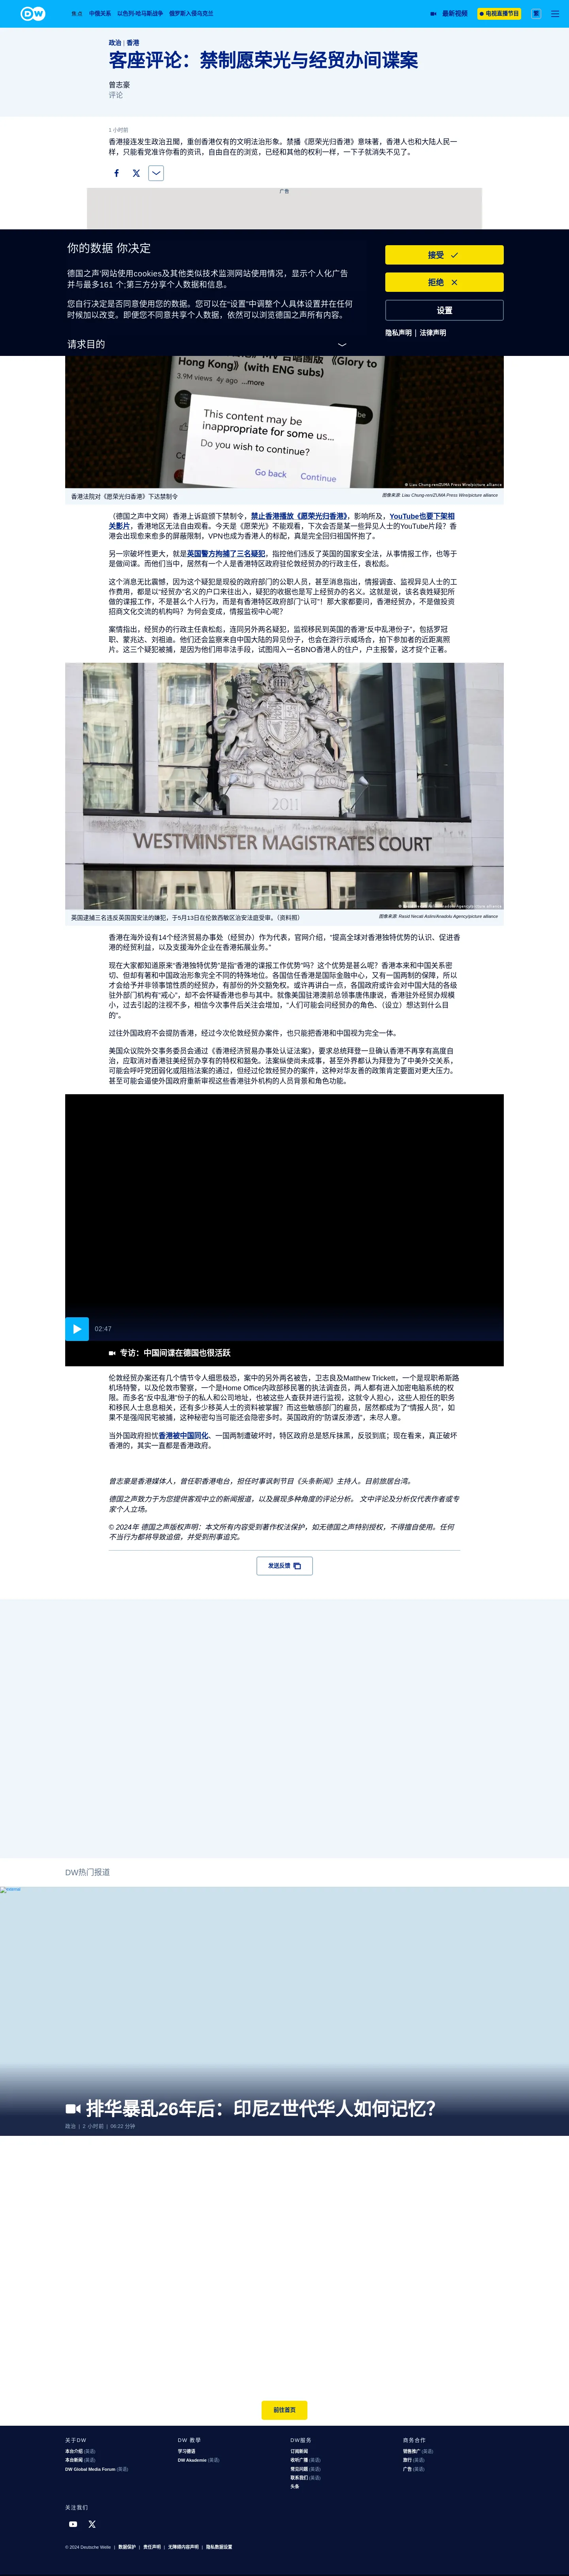 DW
焦点
中俄关系
以色列-哈马斯战争
俄罗斯入侵乌克兰
最新视频
电视直播节目
繁
政治 | 香港
客座评论：禁制愿荣光与经贸办间谍案
曾志豪
评论
1 小时前
香港接连发生政治丑聞，重创香港仅有的文明法治形象。禁播《愿荣光归香港》意味著，香港人也和大陆人民一
样，只能看党准许你看的资讯，自由自在的浏览，已经和其他的权利一样，一下子就消失不见了。
广告
你的数据 你决定
德国之声'网站使用cookies及其他类似技术监测网站使用情况，显示个人化广告
并与最多161 个;第三方分享个人数据和信息。
您自行决定是否同意使用您的数据。您可以在“设置”中调整个人具体设置并在任何
时候加以改变。即便您不同意共享个人数据，依然可以浏览德国之声所有内容。
请求目的
接受
拒绝
设置
隐私声明 | 法律声明
Hong Kong》 (with EN subs)
3.9M views 4y ago ...more
This content may be
inappropriate for some us...
Do you wish to continue?
Go back
Continue
© Liau Chung-ren/ZUMA Press Wire/picture alliance
香港法院对《愿荣光归香港》下达禁制令
图像来源: Liau Chung-ren/ZUMA Press Wire/picture alliance
（德国之声中文网）香港上诉庭颁下禁制令，禁止香港播放《愿荣光归香港》，影响所及，YouTube也要下架相
关影片，香港地区无法自由观看。今天是《愿荣光》不能观看，下次会否是某一些异见人士的YouTube片段？香
港会出现愈来愈多的屏蔽限制，VPN也成为香港人的标配，真是完全回归祖国怀抱了。
另一宗破坏性更大，就是英国警方拘捕了三名疑犯，指控他们违反了英国的国家安全法，从事情报工作，也等于
是做间谍。而他们当中，居然有一个人是香港特区政府驻伦敦经贸办的行政主任，袁松彪。
这个消息无比震憾，因为这个疑犯是现役的政府部门的公职人员，甚至消息指出，情报调查、监视异见人士的工
作费用，都是以“经贸办”名义的户口来往出入，疑犯的收据也是写上经贸办的名义。这就是说，该名袁姓疑犯所
做的谍报工作，不是甚么个人行为，而是有香港特区政府部门“认可”！那大家都要问，香港经贸办，不是做投资
招商文化交流的机构吗？为何会变成，情报监视中心呢？
案情指出，经贸办的行政主任袁松彪，连同另外两名疑犯，监视移民到英国的香港“反中乱港份子”，包括罗冠
聪、蒙兆达、刘祖迪。他们还会监察来自中国大陆的异见份子，也会在游行示威场合，拍下参加者的近距离照
片。这三个疑犯被捕，是因为他们用非法手段，试图闯入一名BNO香港人的住户，户主报警，这才捉个正著。
2011
WESTMINSTER MAGISTRATES COURT
英国逮捕三名违反英国国安法的嫌犯，于5月13日在伦敦西敏区治安法庭受审。（资料照）
图像来源: Rasid Necati Aslim/Anadolu Agency/picture alliance
香港在海外设有14个经济贸易办事处（经贸办）作为代表，官网介绍，“提高全球对香港独特优势的认识、促进香
港的经贸利益，以及支援海外企业在香港拓展业务。”
现在大家都知道原来“香港独特优势”是指“香港的谍报工作优势”吗？这个优势是甚么呢？香港本来和中国关系密
切、但却有著和中国政治形象完全不同的特殊地位。各国信任香港是国际金融中心，又有一国两制的保障，所以
才会给予并非领事馆性质的经贸办，有部份的外交豁免权。或许再讲白一点，各国政府或许会对中国大陆的各级
驻外部门机构有“戒心”，却不会怀疑香港也参与其中。就像美国驻港澳前总领事唐伟康说，香港驻外经贸办规模
小，过去引起的注视不多，相信今次事件后关注会增加，“人们可能会问经贸办的角色、（设立）想达到什么目
的”。
过往外国政府不会提防香港，经过今次伦敦经贸办案件，也只能把香港和中国视为完全一体。
美国众议院外交事务委员会通过《香港经济贸易办事处认证法案》，要求总统拜登一旦确认香港不再享有高度自
治，应取消对香港驻美经贸办享有的特权和豁免。法案纵使尚未成事，甚至外界都认为拜登为了中美外交关系，
可能会呼吁党团弱化或阻挡法案的通过，但经过伦敦经贸办的案件，这种对华友善的政策肯定要面对更大压力。
甚至可能会逼使外国政府重新审视这些香港驻外机构的人员背景和角色功能。
02:47
专访：中国间谍在德国也很活跃
伦敦经贸办案还有几个情节令人细思极恐，案中的另外两名被告，卫志良及Matthew Trickett，一个是现职希斯路
机场特警，以及伦敦市警察，一个是Home Office内政部移民署的执法调查员，两人都有进入加密电脑系统的权
限。而多名“反中乱港”份子的私人和公司地址，也被这些人查获并进行监视，这就令人担心，这些人担任的职务
和移民人士息息相关，还有多少移英人士的资料被掌握？而这些敏感部门的雇员，居然都成为了“情报人员”，如
果不是强闯民宅被捕，这种秘密勾当可能还会隐密多时。英国政府的“防谍反渗透”，未尽人意。
当外国政府担忧香港被中国同化、一国两制遭破坏时，特区政府总是怒斥抹黑，反驳到底；现在看来，真正破坏
香港的，其实一直都是香港政府。
曾志豪是香港媒体人，曾任职香港电台，担任时事讽刺节目《头条新闻》主持人。目前旅居台湾。
德国之声致力于为您提供客观中立的新闻报道，以及展现多种角度的评论分析。 文中评论及分析仅代表作者或专
家个人立场。
© 2024年 德国之声版权声明：本文所有内容受到著作权法保护，如无德国之声特别授权，不得擅自使用。任何
不当行为都将导致追偿，并受到刑事追究。
发送反馈
DW热门报道
排华暴乱26年后：印尼Z世代华人如何记忆？
政治 | 2 小时前 | 06:22 分钟
前往首页
关于DW
本台介绍 (英语)
本台新闻 (英语)
DW Global Media Forum (英语)
DW 教學
学习德语
DW Akademie (英语)
DW服务
订阅新闻
收听广播 (英语)
常见问题 (英语)
联系我们 (英语)
头条
商务合作
销售推广 (英语)
旅行 (英语)
广告 (英语)
关注我们
© 2024 Deutsche Welle | 数据保护 | 责任声明 | 无障碍内容声明 | 隐私数据设置